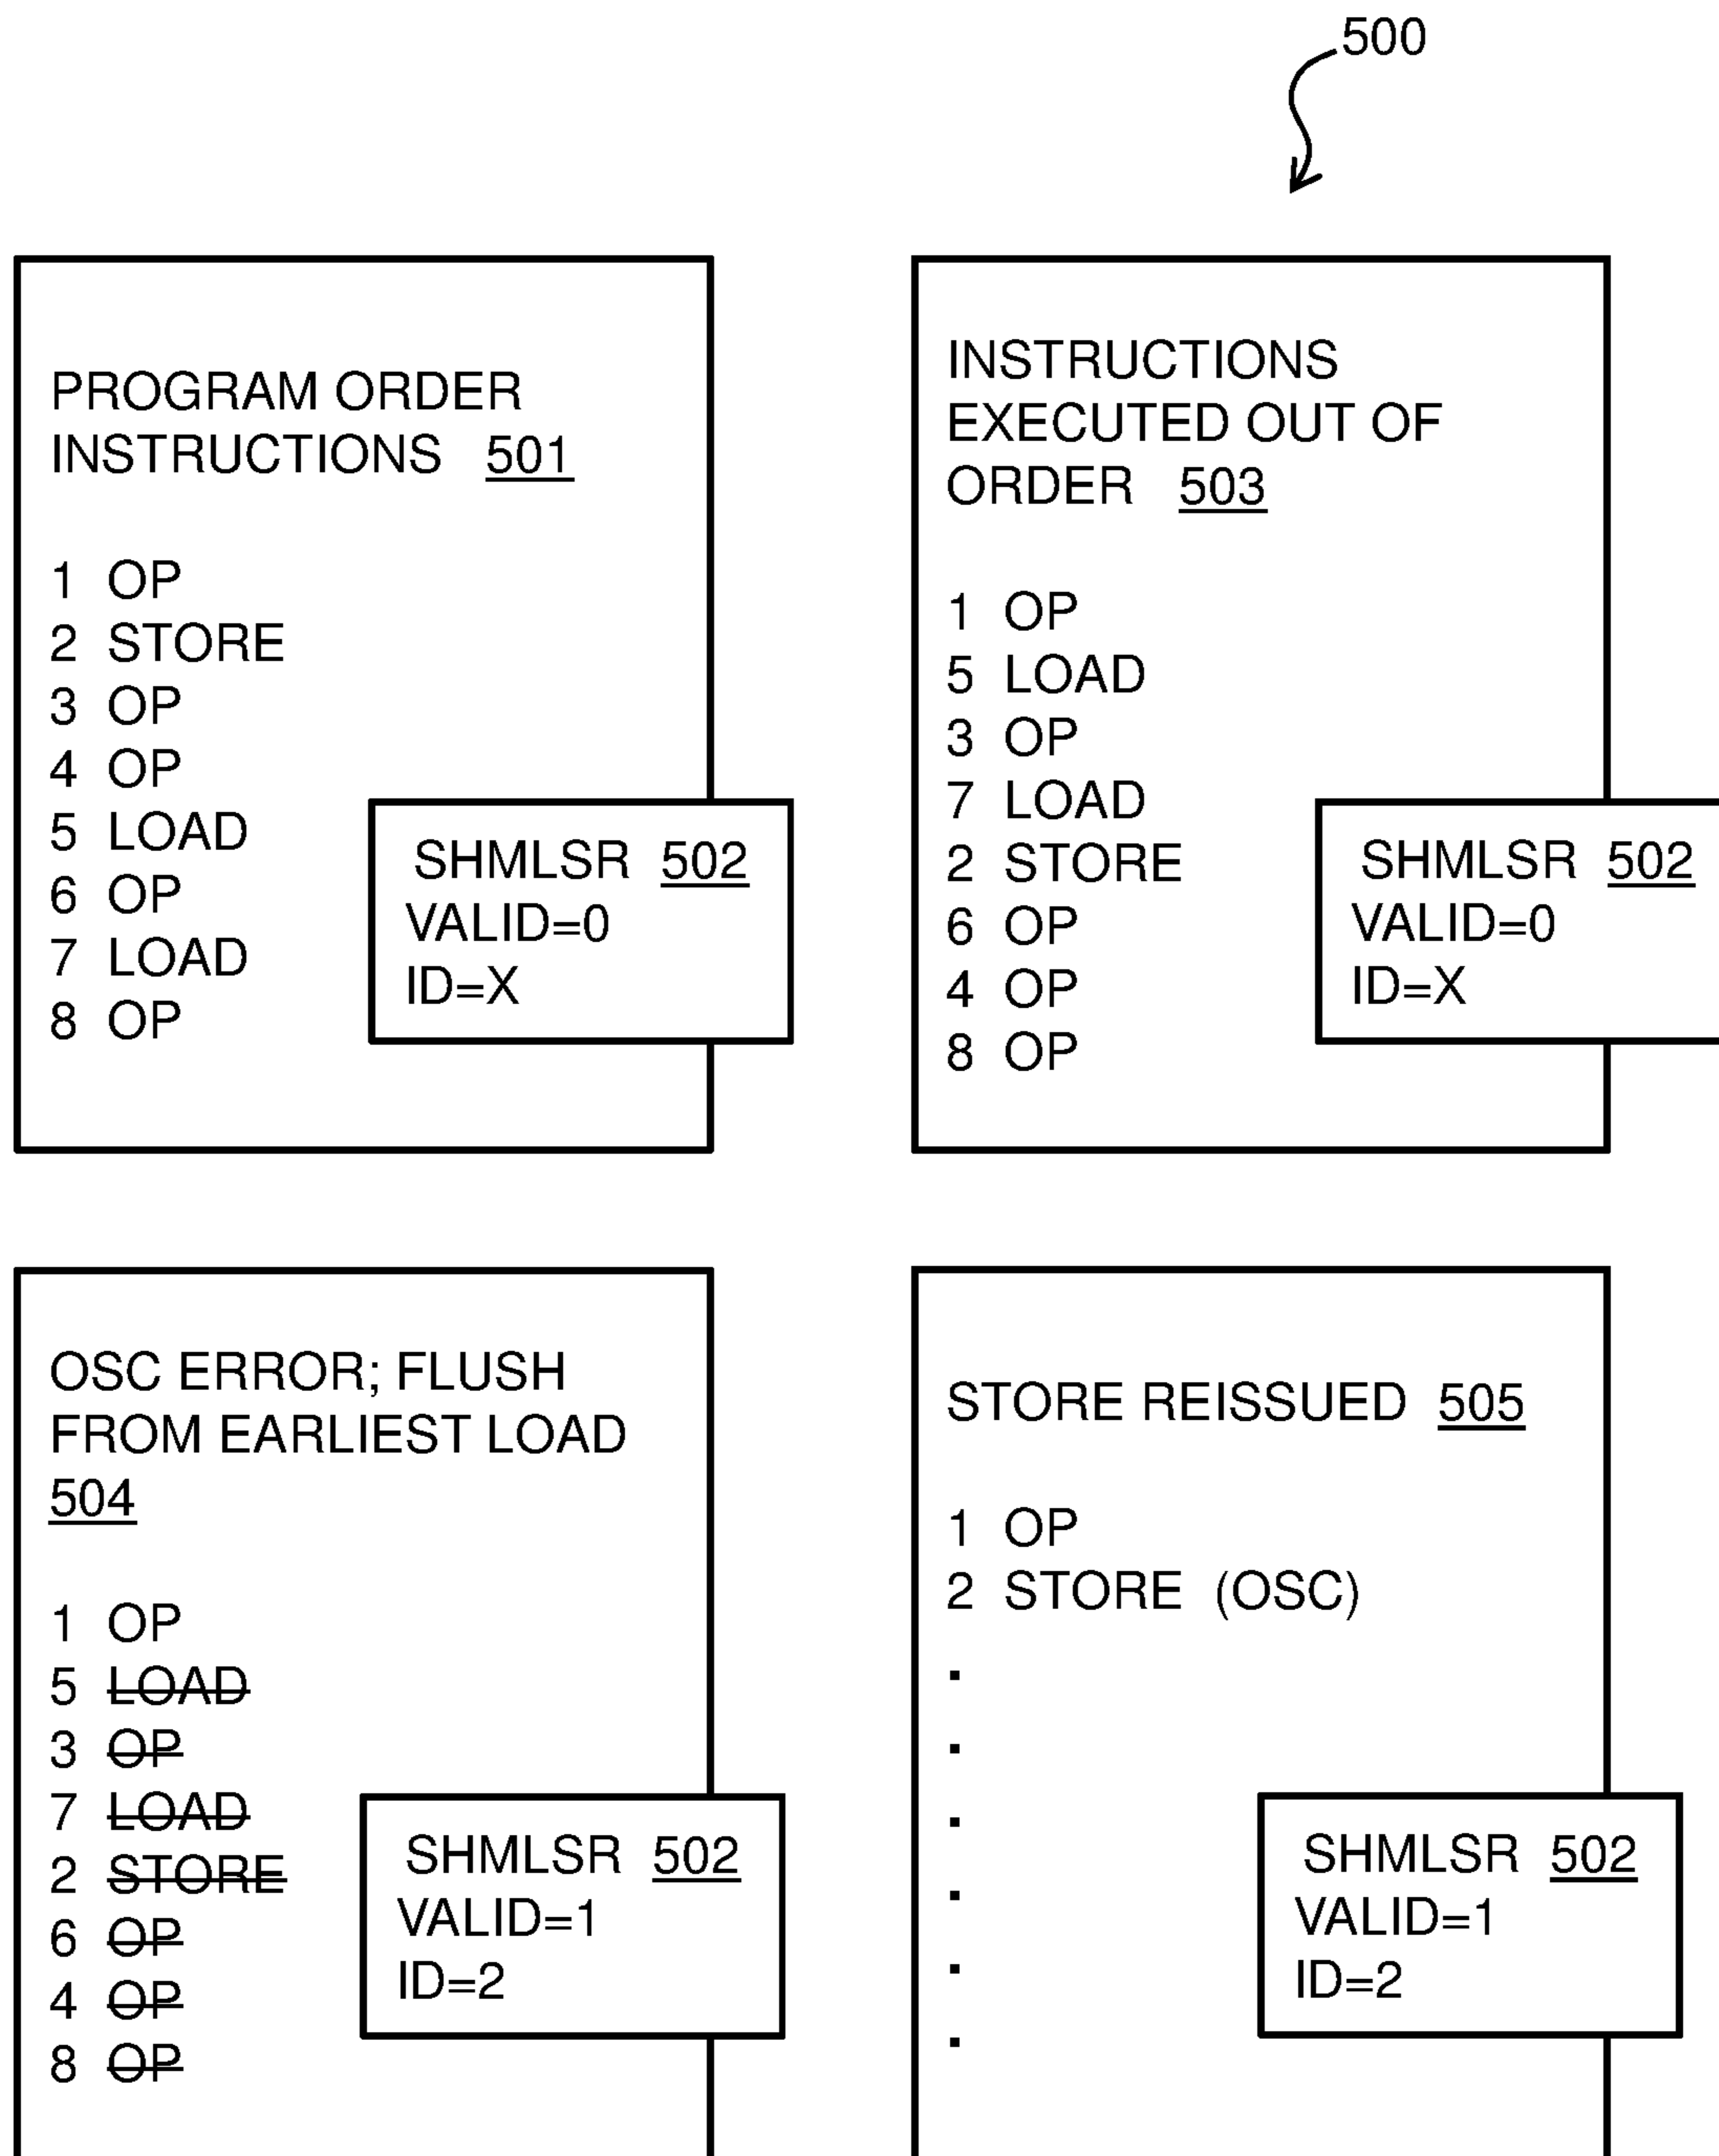 500
PROGRAM ORDER
INSTRUCTIONS 501
1 OP
2 STORE
3 OP
4 OP
5 LOAD
6 OP
7 LOAD
8 OP
SHMLSR 502
VALID=0
ID=X
INSTRUCTIONS
EXECUTED OUT OF
ORDER 503
1 OP
5 LOAD
3 OP
7 LOAD
2 STORE
6 OP
4 OP
8 OP
SHMLSR 502
VALID=0
ID=X
OSC ERROR; FLUSH
FROM EARLIEST LOAD
504
1 OP
5 LOAD
3 OP
7 LOAD
2 STORE
6 OP
4 OP
8 OP
SHMLSR 502
VALID=1
ID=2
STORE REISSUED 505
1 OP
2 STORE (OSC)
.
.
.
.
.
.
SHMLSR 502
VALID=1
ID=2